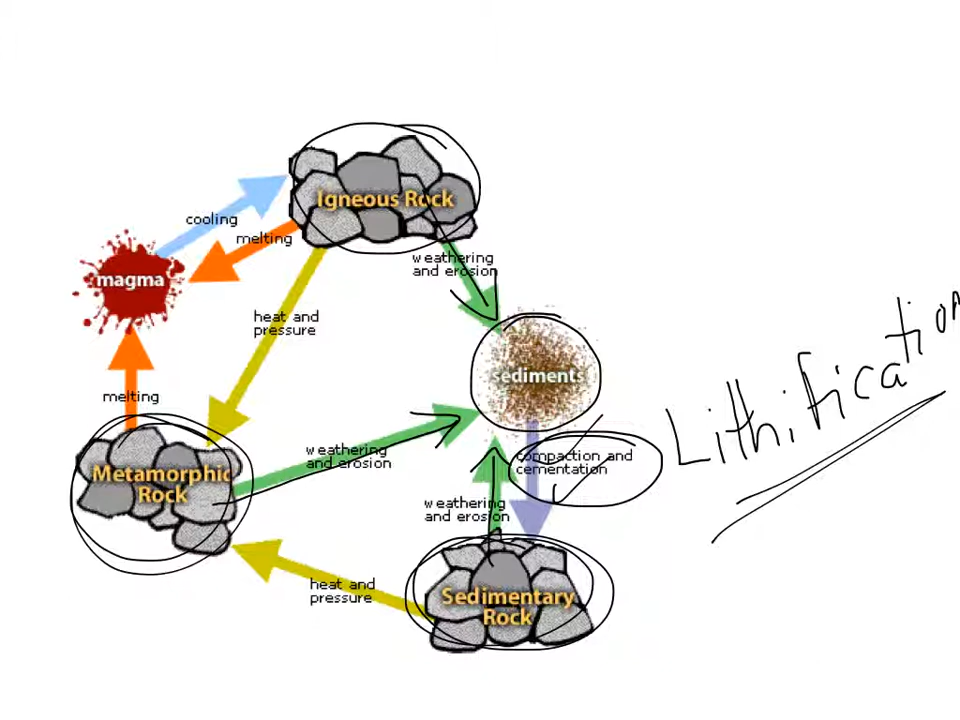 Igneous Rock
cooling
melting
weathering
and erosion
magma
heat and
pressure
sediments
Lithification
melting
weathering
and erosion
compaction and
cementation
Metamorphic
Rock
weathering
and erosion
heat and
pressure
Sedimentary
Rock